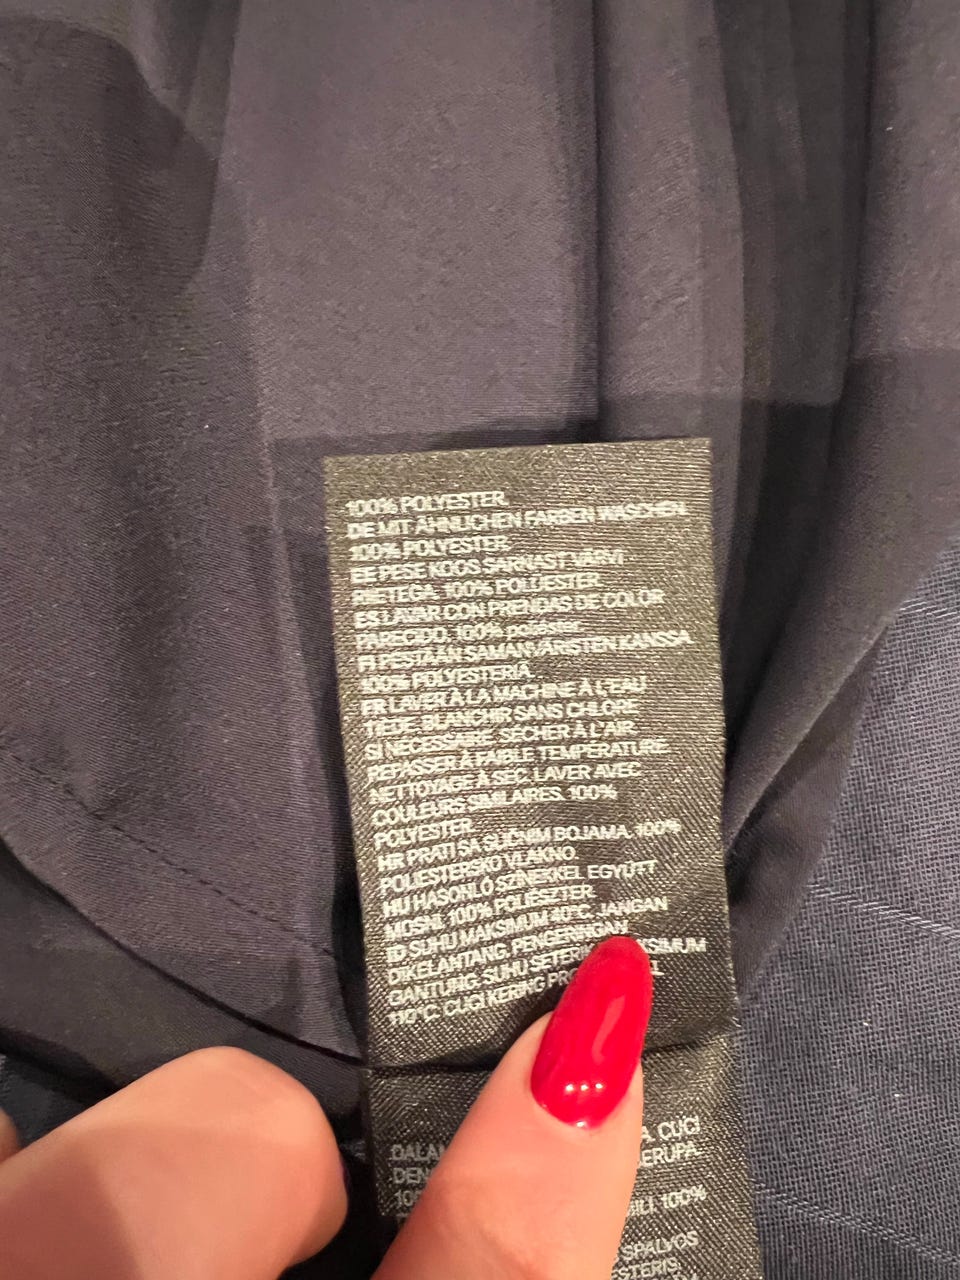 100% POLYESTER.
DE MIT ÄHNLICHEN FARBEN WASCHEN.
100% POLYESTER.
EE PESE KOOS SARNAST VÄRVI
RIIETEGA. 100% POLÜESTER.
ES LAVAR CON PRENDAS DE COLOR
PARECIDO. 100% poliéster.
FI PESTÄÄN SAMANVÄRISTEN KANSSA.
100% POLYESTERIÄ.
FR LAVER À LA MACHINE À L'EAU
TIÈDE. BLANCHIR SANS CHLORE
SI NÉCESSAIRE. SÉCHER À L'AIR.
REPASSER À FAIBLE TEMPÉRATURE.
NETTOYAGE À SEC. LAVER AVEC
COULEURS SIMILAIRES. 100%
POLYESTER.
HR PRATI SA SLIČNIM BOJAMA. 100%
POLIESTERSKO VLAKNO.
HU HASONLÓ SZÍNEKKEL EGYÜTT
MOSNI. 100% POLIÉSZTER.
ID SUHU MAKSIMUM 40°C. JANGAN
DIKELANTANG. PENGERINGAN
GANTUNG. SUHU SETER
110°C. CUCI KERING
CUCI
100%
SPALVOS